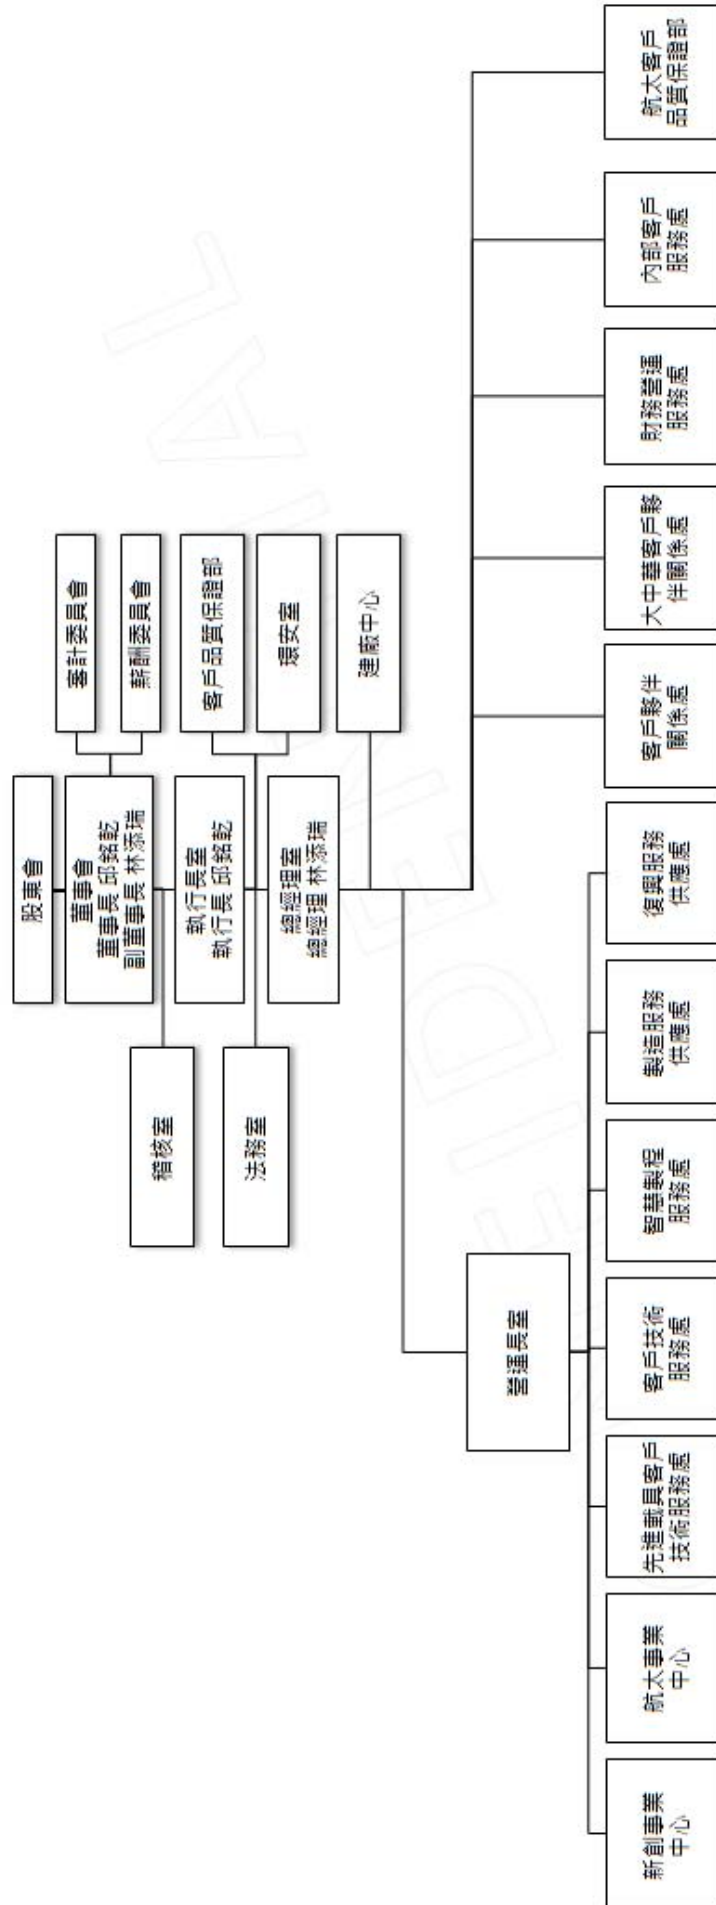 股東會
董事會
董事長 邱銘乾
副董事長 林添瑞
審計委員會
薪酬委員會
稽核室
執行長室
執行長 邱銘乾
客戶品質保證部
環安室
法務室
總經理室
總經理 林添瑞
建廠中心
營運長室
新創事業
中心
航太事業
中心
先進載具客戶
技術服務處
客戶技術
服務處
智慧製程
服務處
製造服務
供應處
復興服務
供應處
客戶夥伴
關係處
大中華客戶夥
伴關係處
財務營運
服務處
內部客戶
服務處
航太客戶
品質保證部